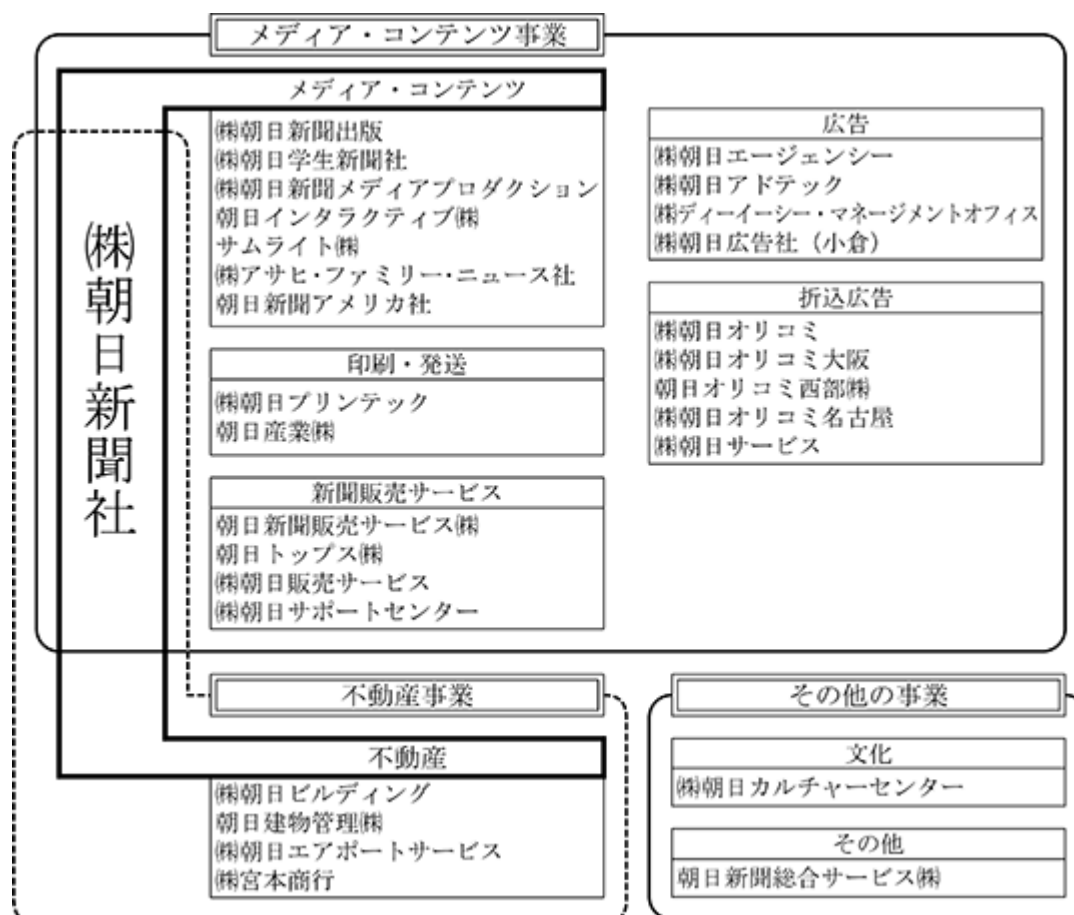 メディア・コンテンツ事業
㈱朝日新聞社
メディア・コンテンツ
㈱朝日新聞出版
㈱朝日学生新聞社
㈱朝日新聞メディアプロダクション
朝日インタラクティブ㈱
サムライト㈱
㈱アサヒ・ファミリー・ニュース社
朝日新聞アメリカ社
印刷・発送
㈱朝日プリンテック
朝日産業㈱
新聞販売サービス
朝日新聞販売サービス㈱
朝日トップス㈱
㈱朝日販売サービス
㈱朝日サポートセンター
広告
㈱朝日エージェンシー
㈱朝日アドテック
㈱ディーイーシー・マネージメントオフィス
㈱朝日広告社（小倉）
折込広告
㈱朝日オリコミ
㈱朝日オリコミ大阪
朝日オリコミ西部㈱
㈱朝日オリコミ名古屋
㈱朝日サービス
不動産事業
不動産
㈱朝日ビルディング
朝日建物管理㈱
㈱朝日エアポートサービス
㈱宮本商行
その他の事業
文化
㈱朝日カルチャーセンター
その他
朝日新聞総合サービス㈱